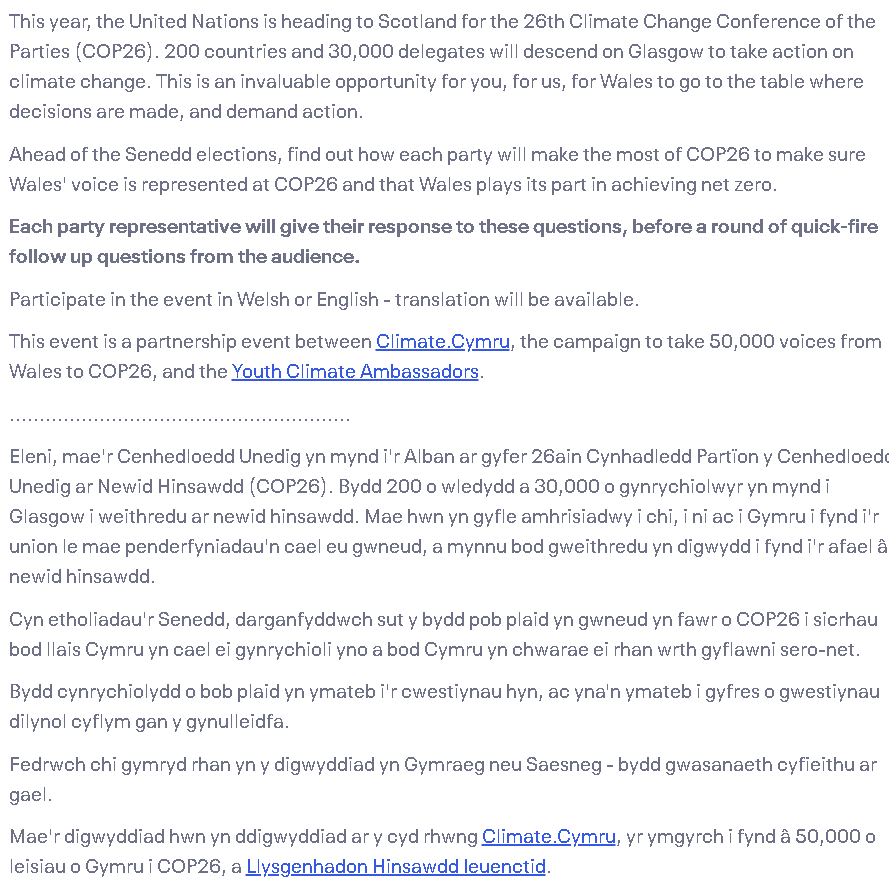 This year, the United Nations is heading to Scotland for the 26th Climate Change Conference of the
Parties (COP26). 200 countries and 30,000 delegates will descend on Glasgow to take action on
climate change. This is an invaluable opportunity for you, for us, for Wales to go to the table where
decisions are made, and demand action.
Ahead of the Senedd elections, find out how each party will make the most of COP26 to make sure
Wales' voice is represented at COP26 and that Wales plays its part in achieving net zero.
Each party representative will give their response to these questions, before a round of quick-fire
follow up questions from the audience.
Participate in the event in Welsh or English - translation will be available.
This event is a partnership event between Climate.Cymru, the campaign to take 50,000 voices from
Wales to COP26, and the Youth Climate Ambassadors.
.........................................................
Eleni, mae'r Cenhedloedd Unedig yn mynd i'r Alban ar gyfer 26ain Cynhadledd Partïon y Cenhedloedd
Unedig ar Newid Hinsawdd (COP26). Bydd 200 o wledydd a 30,000 o gynrychiolwyr yn mynd i
Glasgow i weithredu ar newid hinsawdd. Mae hwn yn gyfle amhrisiadwy i chi, i ni ac i Gymru i fynd i'r
union le mae penderfyniadau'n cael eu gwneud, a mynnu bod gweithredu yn digwydd i fynd i'r afael â
newid hinsawdd.
Cyn etholiadau'r Senedd, darganfyddwch sut y bydd pob plaid yn gwneud yn fawr o COP26 i sicrhau
bod llais Cymru yn cael ei gynrychioli yno a bod Cymru yn chwarae ei rhan wrth gyflawni sero-net.
Bydd cynrychiolydd o bob plaid yn ymateb i'r cwestiynau hyn, ac yna'n ymateb i gyfres o gwestiynau
dilynol cyflym gan y gynulleidfa.
Fedrwch chi gymryd rhan yn y digwyddiad yn Gymraeg neu Saesneg - bydd gwasanaeth cyfieithu ar
gael.
Mae'r digwyddiad hwn yn ddigwyddiad ar y cyd rhwng Climate.Cymru, yr ymgyrch i fynd â 50,000 o
leisiau o Gymru i COP26, a Llysgenhadon Hinsawdd Ieuenctid.